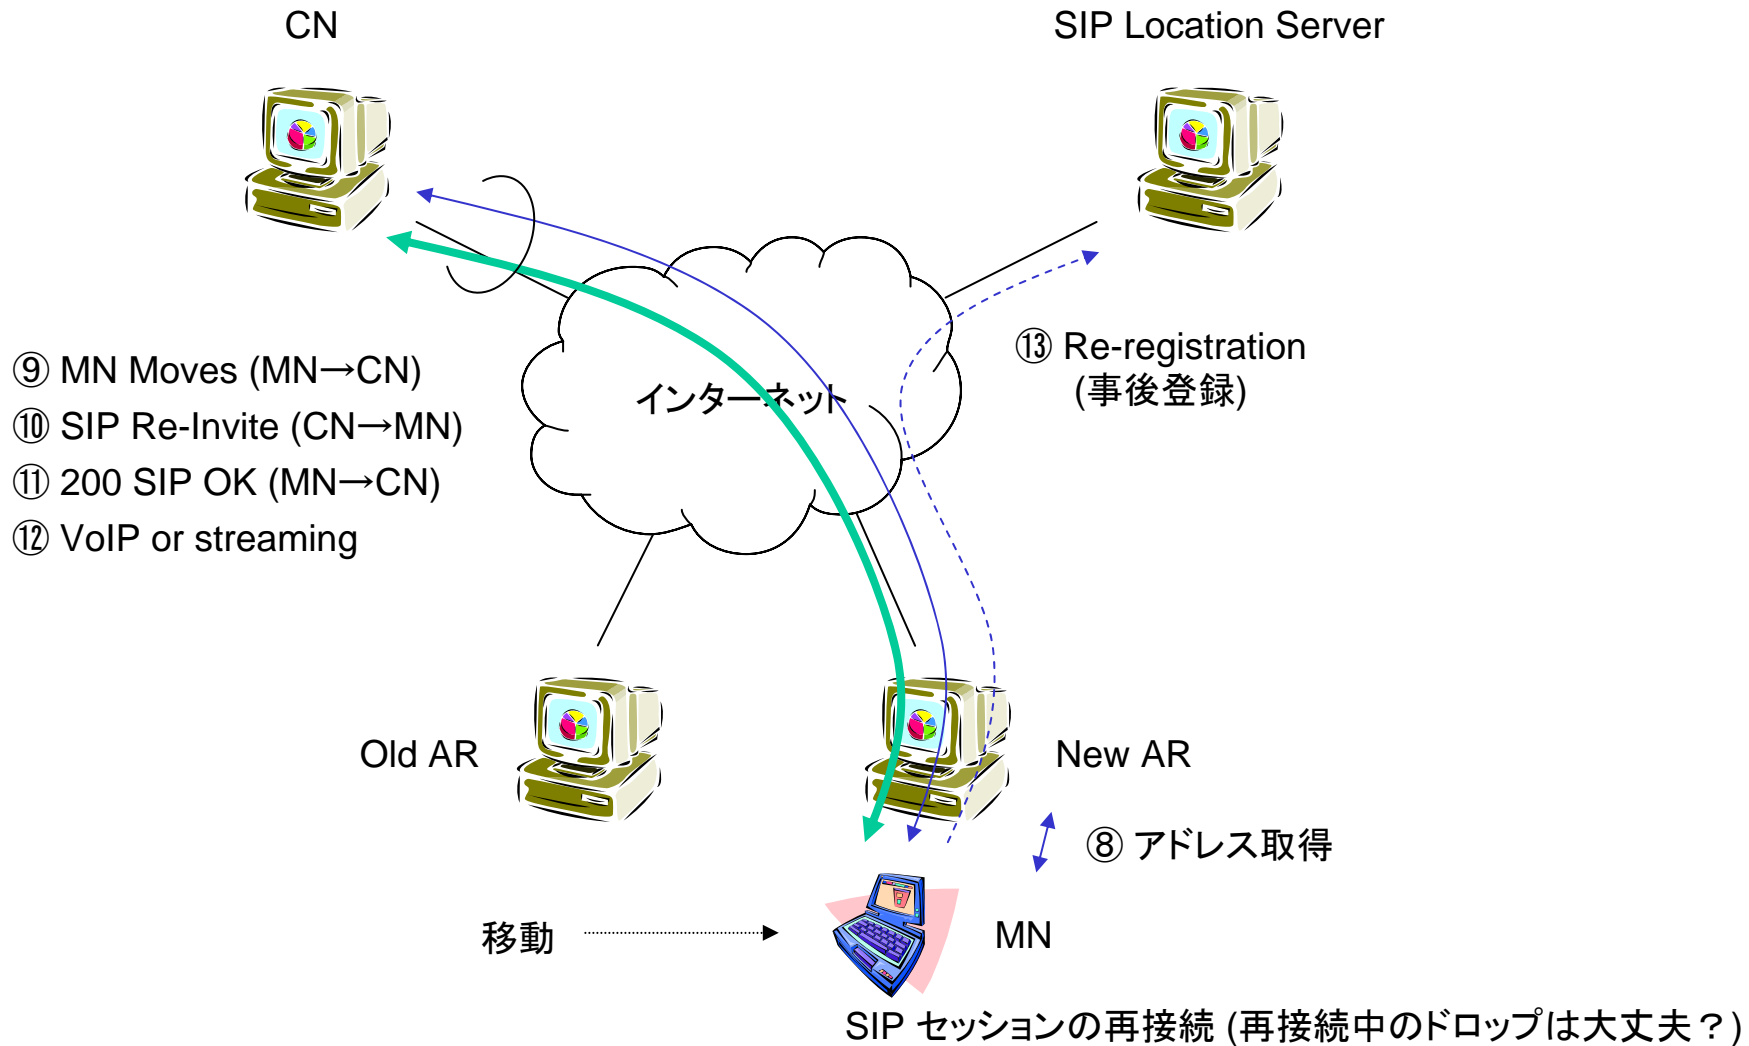 CN
SIP Location Server
⑨ MN Moves (MN→CN)
⑩ SIP Re-Invite (CN→MN)
⑪ 200 SIP OK (MN→CN)
⑫ VoIP or streaming
インターネット
⑬ Re-registration
(事後登録)
Old AR
New AR
⑧ アドレス取得
移動
MN
SIP セッションの再接続 (再接続中のドロップは大丈夫？)